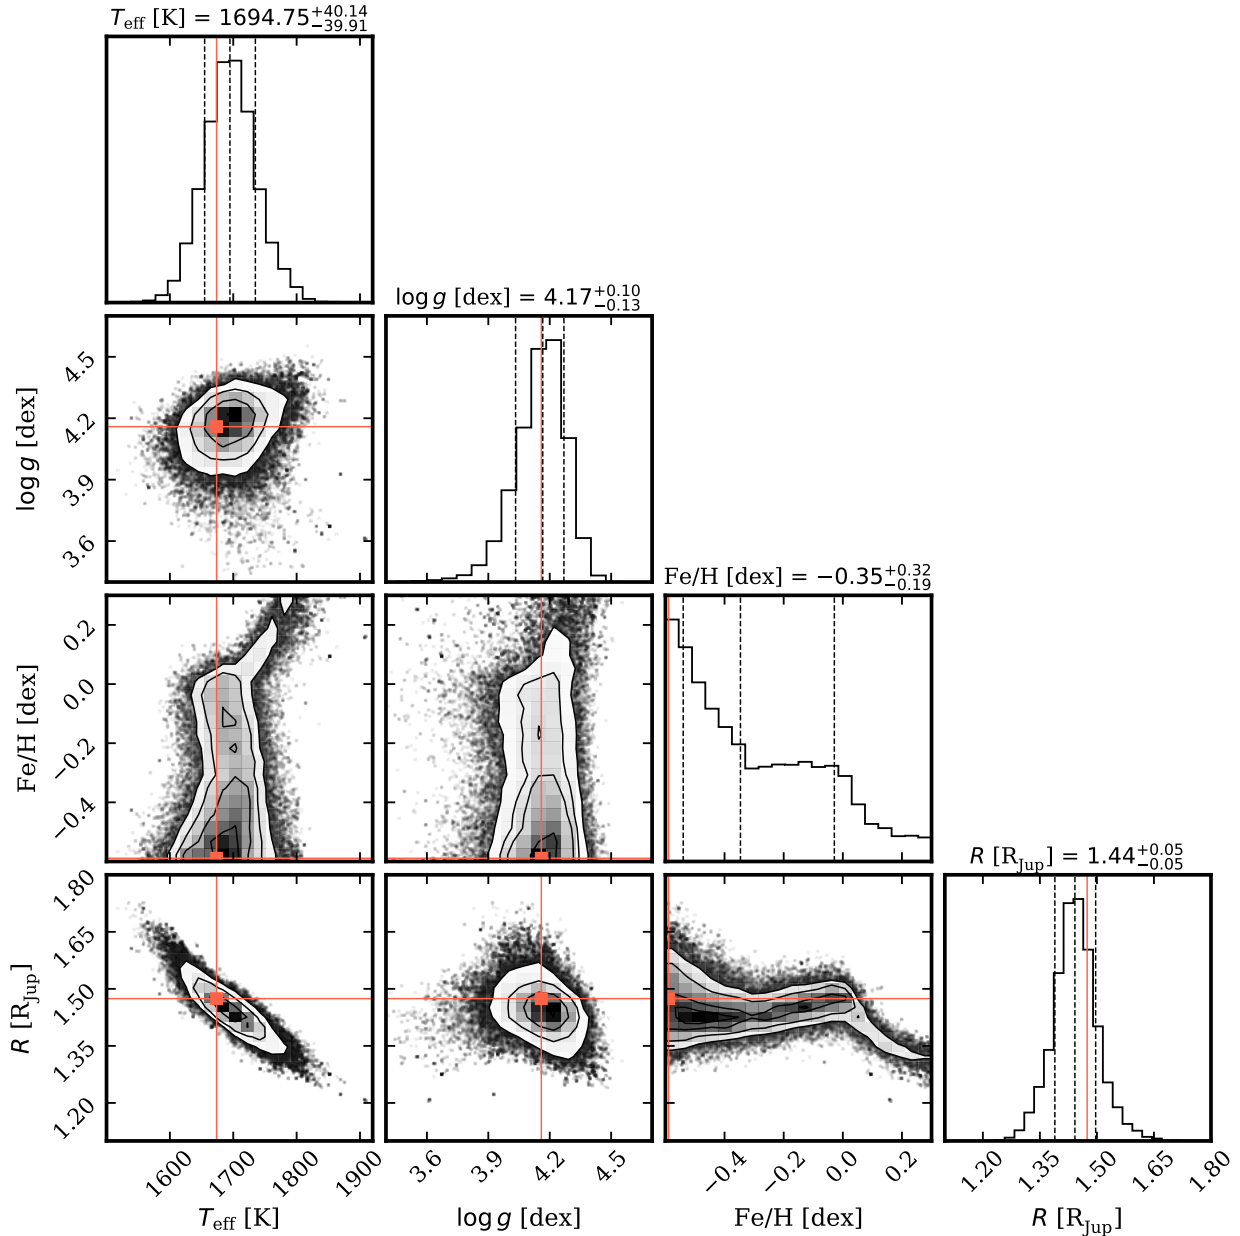 T_eff [K] = 1694.75 +40.14 −39.91
log g [dec] = 4.17 +0.10 −0.13
4.5
4.2
3.9
3.6
log g [dex]
Fe/H [dex] = −0.35 +0.32 −0.19
0.2
0.0
−0.2
−0.4
Fe/H [dex]
R [R_Jup] = 1.44 +0.05 −0.05
1.80
1.65
1.50
1.35
1.20
R [R_Jup]
1600 1700 1800 1900
3.6 3.9 4.2 4.5
−0.4 −0.2 0.0 0.2
1.20 1.35 1.50 1.65 1.80
T_eff [K]
log g [dex]
Fe/H [dex]
R [R_Jup]